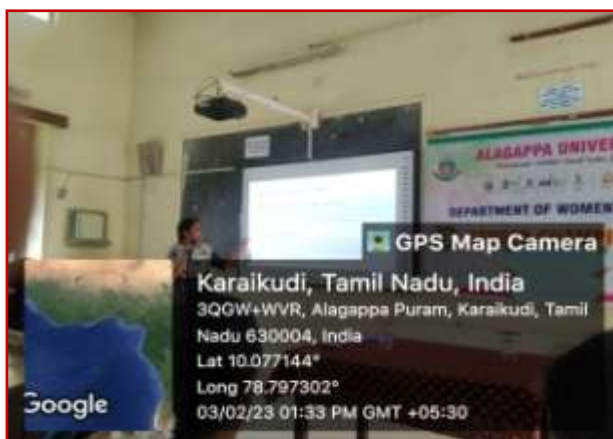 ALAGAPPA UNIVER
DEPARTMENT OF WOMEN
GPS Map Camera
Karaikudi, Tamil Nadu, India
3QGW+WVR, Alagappa Puram, Karaikudi, Tamil
Nadu 630004, India
Lat 10.077144°
Long 78.797302°
03/02/23 01:33 PM GMT +05:30
Google